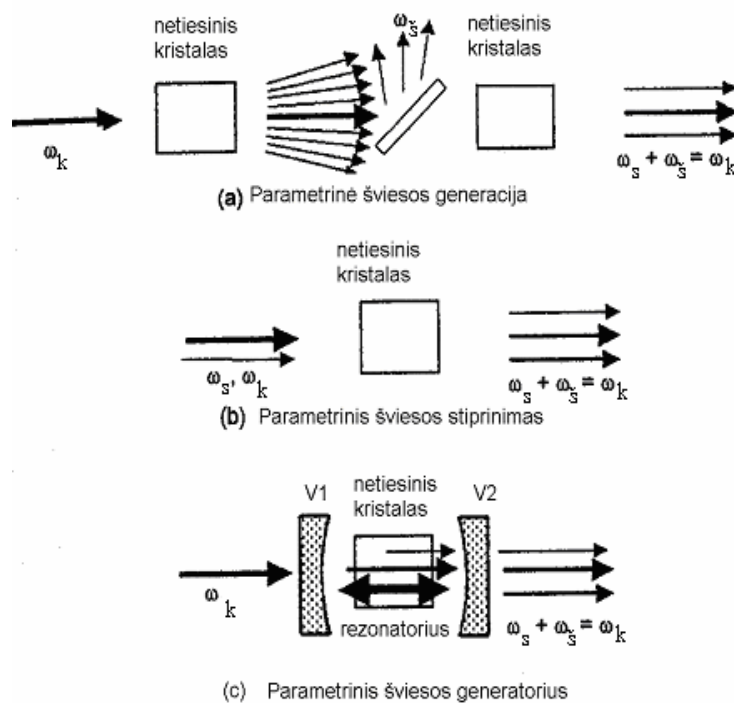 netiesinis
kristalas
ω_š
netiesinis
kristalas
ω_k
ω_s + ω_š = ω_k
(a) Parametrinė šviesos generacija
netiesinis
kristalas
ω_s, ω_k
ω_s + ω_š = ω_k
(b) Parametrinis šviesos stiprinimas
V1
netiesinis
kristalas
V2
ω_k
rezonatorius
ω_s + ω_š = ω_k
(c) Parametrinis šviesos generatorius